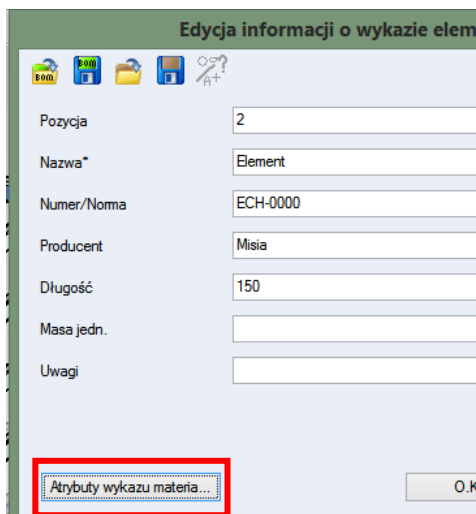 Edycja informacji o wykazie elem
BOM BOM
A+
Pozycja 2
Nazwa* Element
Numer/Norma ECH-0000
Producent Misia
Długość 150
Masa jedn.
Uwagi
Atrybuty wykazu materia... O.K